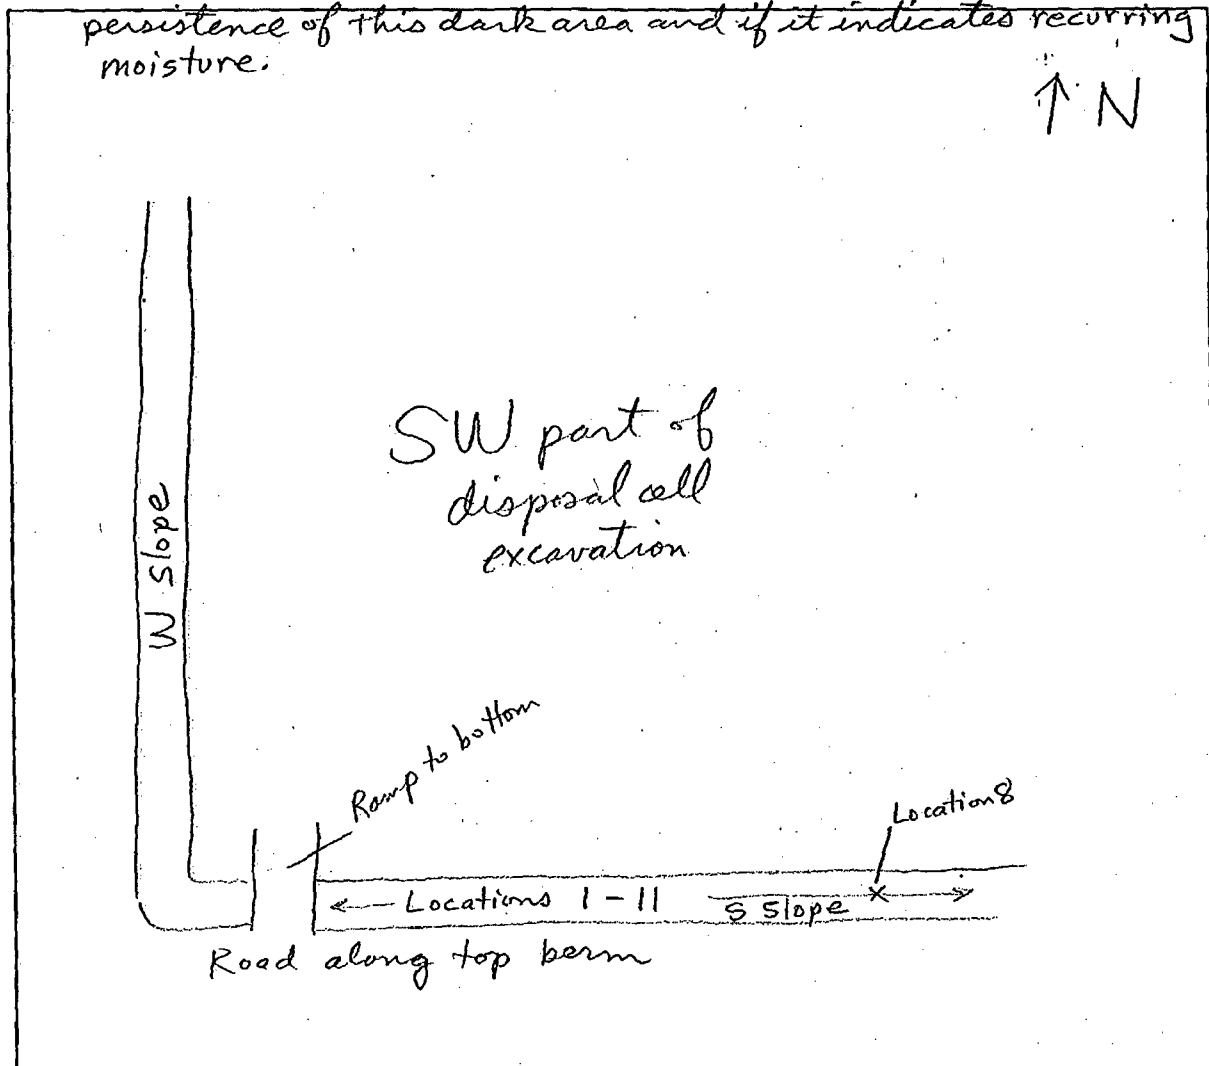 persistence of this dark area and if it indicates recurring
moisture.
↑ N
SW part of
disposal cell
excavation
W Slope
Ramp to bottom
Location 8
← Locations 1 - 11
S Slope
Road along top berm